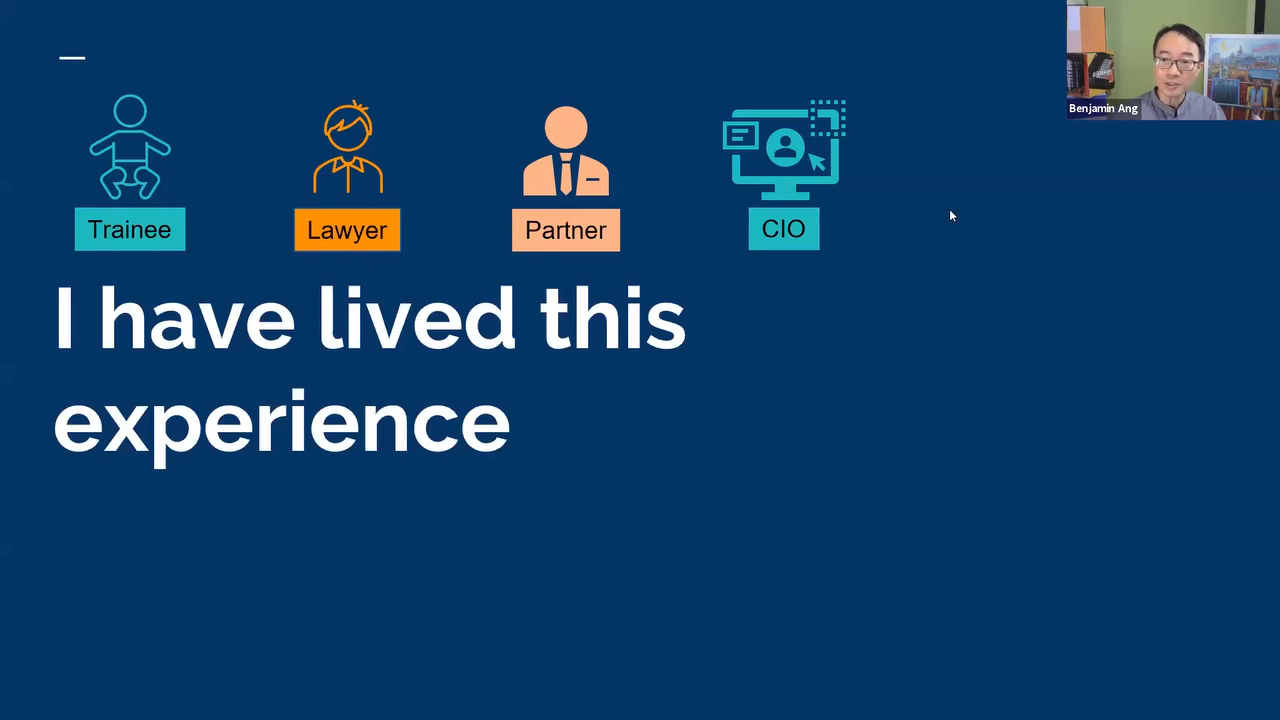 Benjamin Ang
Trainee
Lawyer
Partner
CIO
I have lived this
experience